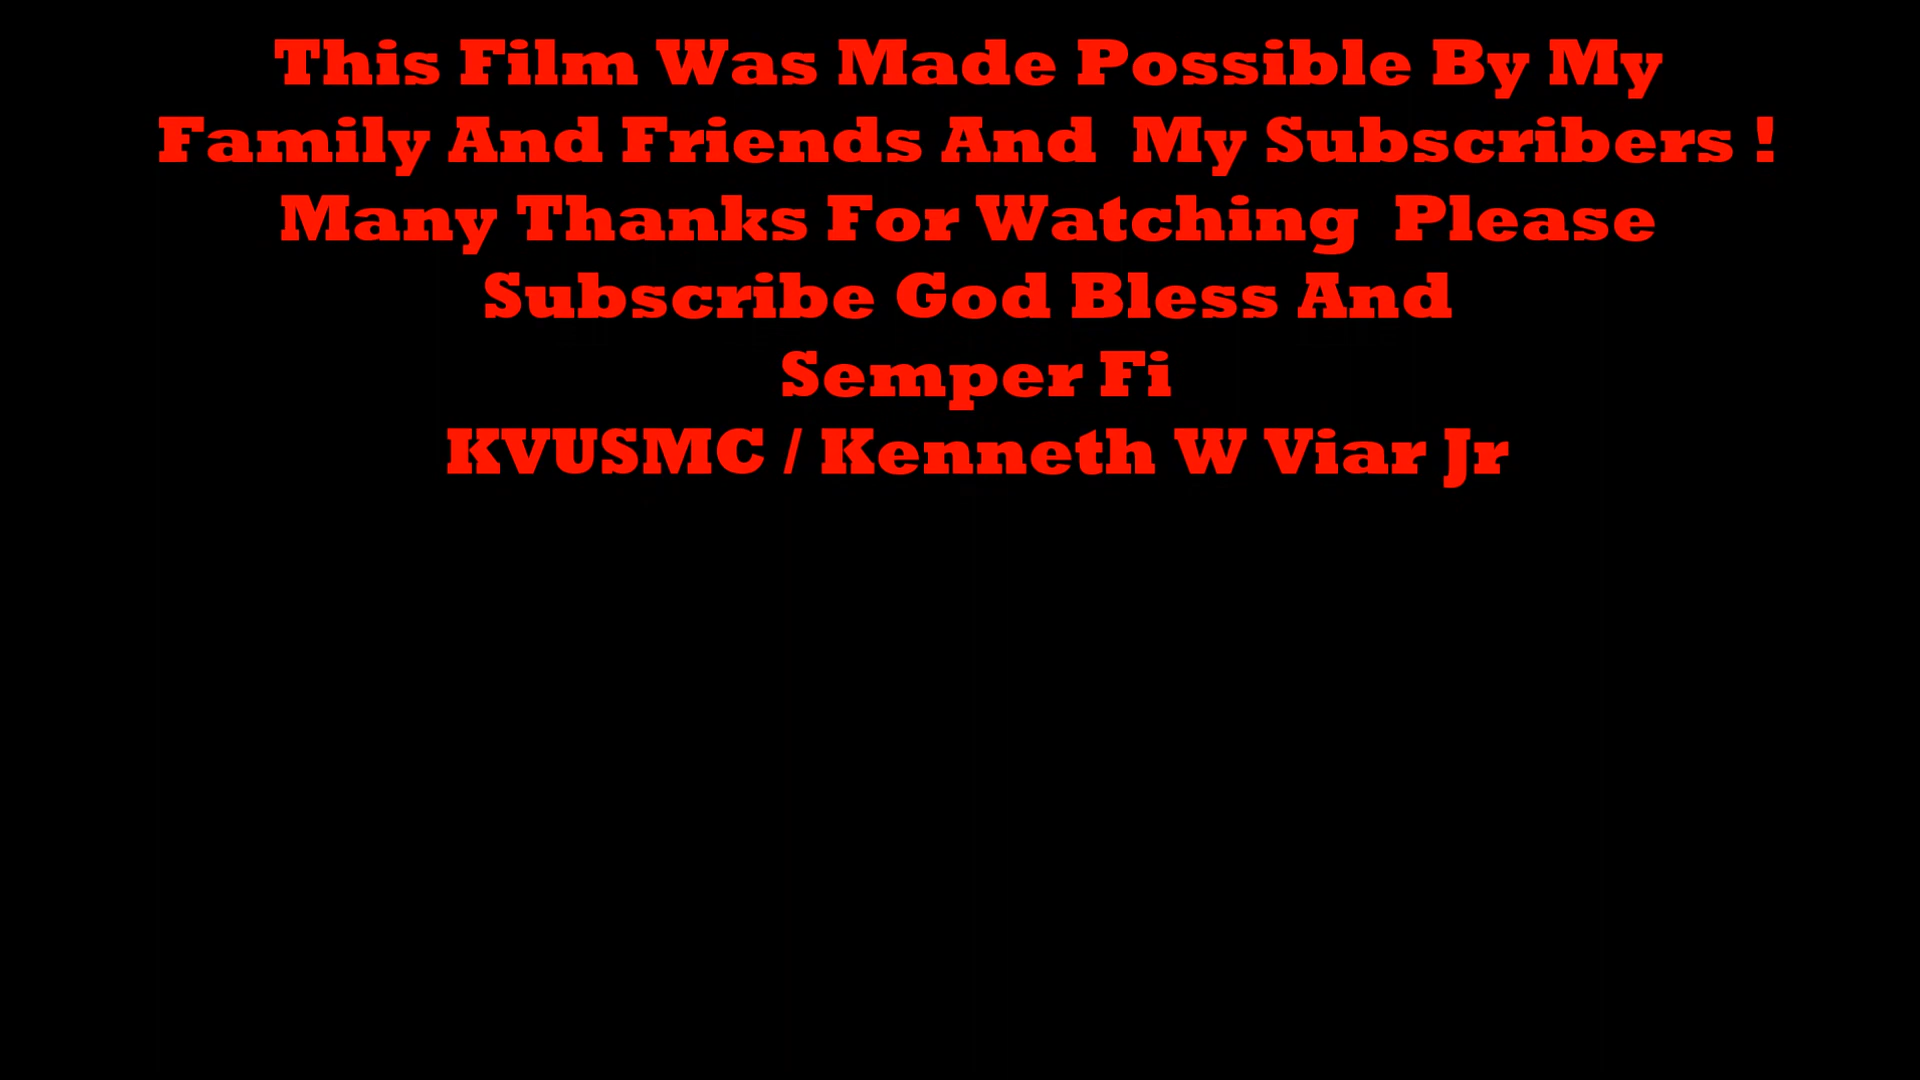 This Film Was Made Possible By My
Family And Friends And  My Subscribers !
Many Thanks For Watching  Please
Subscribe God Bless And
Semper Fi
KVUSMC / Kenneth W Viar Jr